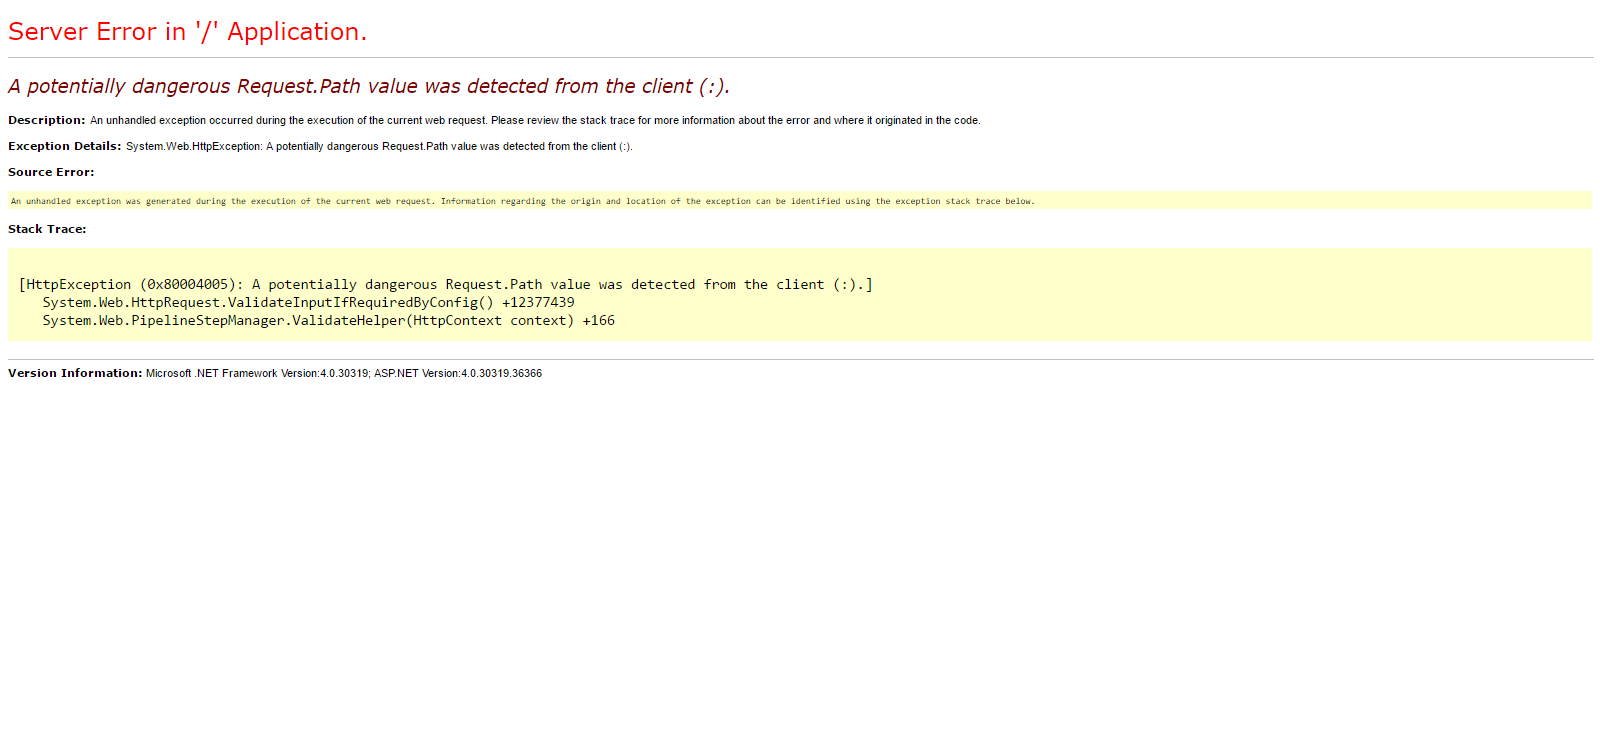 Server Error in '/' Application.
A potentially dangerous Request.Path value was detected from the client (:).
Description: An unhandled exception occurred during the execution of the current web request. Please review the stack trace for more information about the error and where it originated in the code.
Exception Details: System.Web.HttpException: A potentially dangerous Request.Path value was detected from the client (:).
Source Error:
An unhandled exception was generated during the execution of the current web request. Information regarding the origin and location of the exception can be identified using the exception stack trace below.
Stack Trace:
[HttpException (0x80004005): A potentially dangerous Request.Path value was detected from the client (:).]
System.Web.HttpRequest.ValidateInputIfRequiredByConfig() +12377439
System.Web.PipelineStepManager.ValidateHelper(HttpContext context) +166
Version Information: Microsoft .NET Framework Version:4.0.30319; ASP.NET Version:4.0.30319.36366